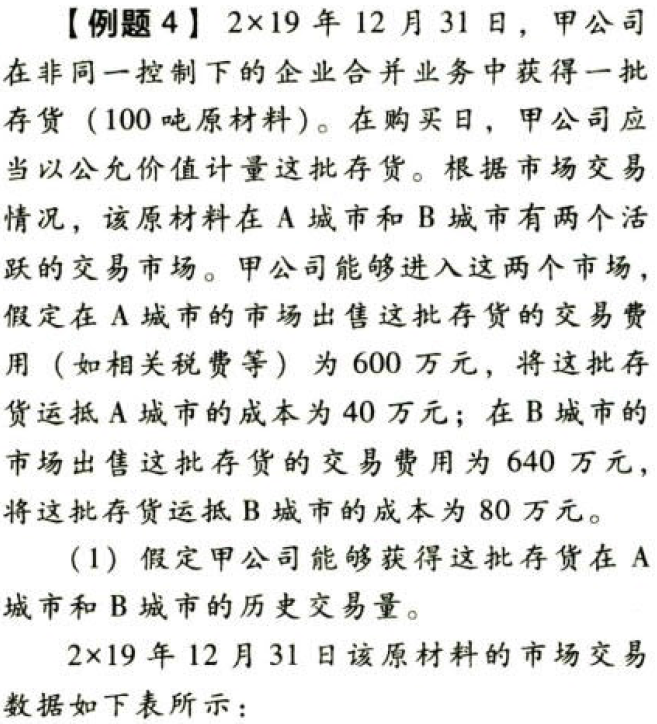 【例题4】 2×19 年 12 月 31 日，甲公司
在非同一控制下的企业合并业务中获得一批
存货（100 吨原材料）。在购买日，甲公司应
当以公允价值计量这批存货。根据市场交易
情况，该原材料在 A 城市和 B 城市有两个活
跃的交易市场。甲公司能够进入这两个市场，
假定在 A 城市的市场出售这批存货的交易费
用（如相关税费等）为 600 万元，将这批存
货运抵 A 城市的成本为 40 万元；在 B 城市的
市场出售这批存货的交易费用为 640 万元，
将这批存货运抵 B 城市的成本为 80 万元。
（1）假定甲公司能够获得这批存货在 A
城市和 B 城市的历史交易量。
2×19 年 12 月 31 日该原材料的市场交易
数据如下表所示：